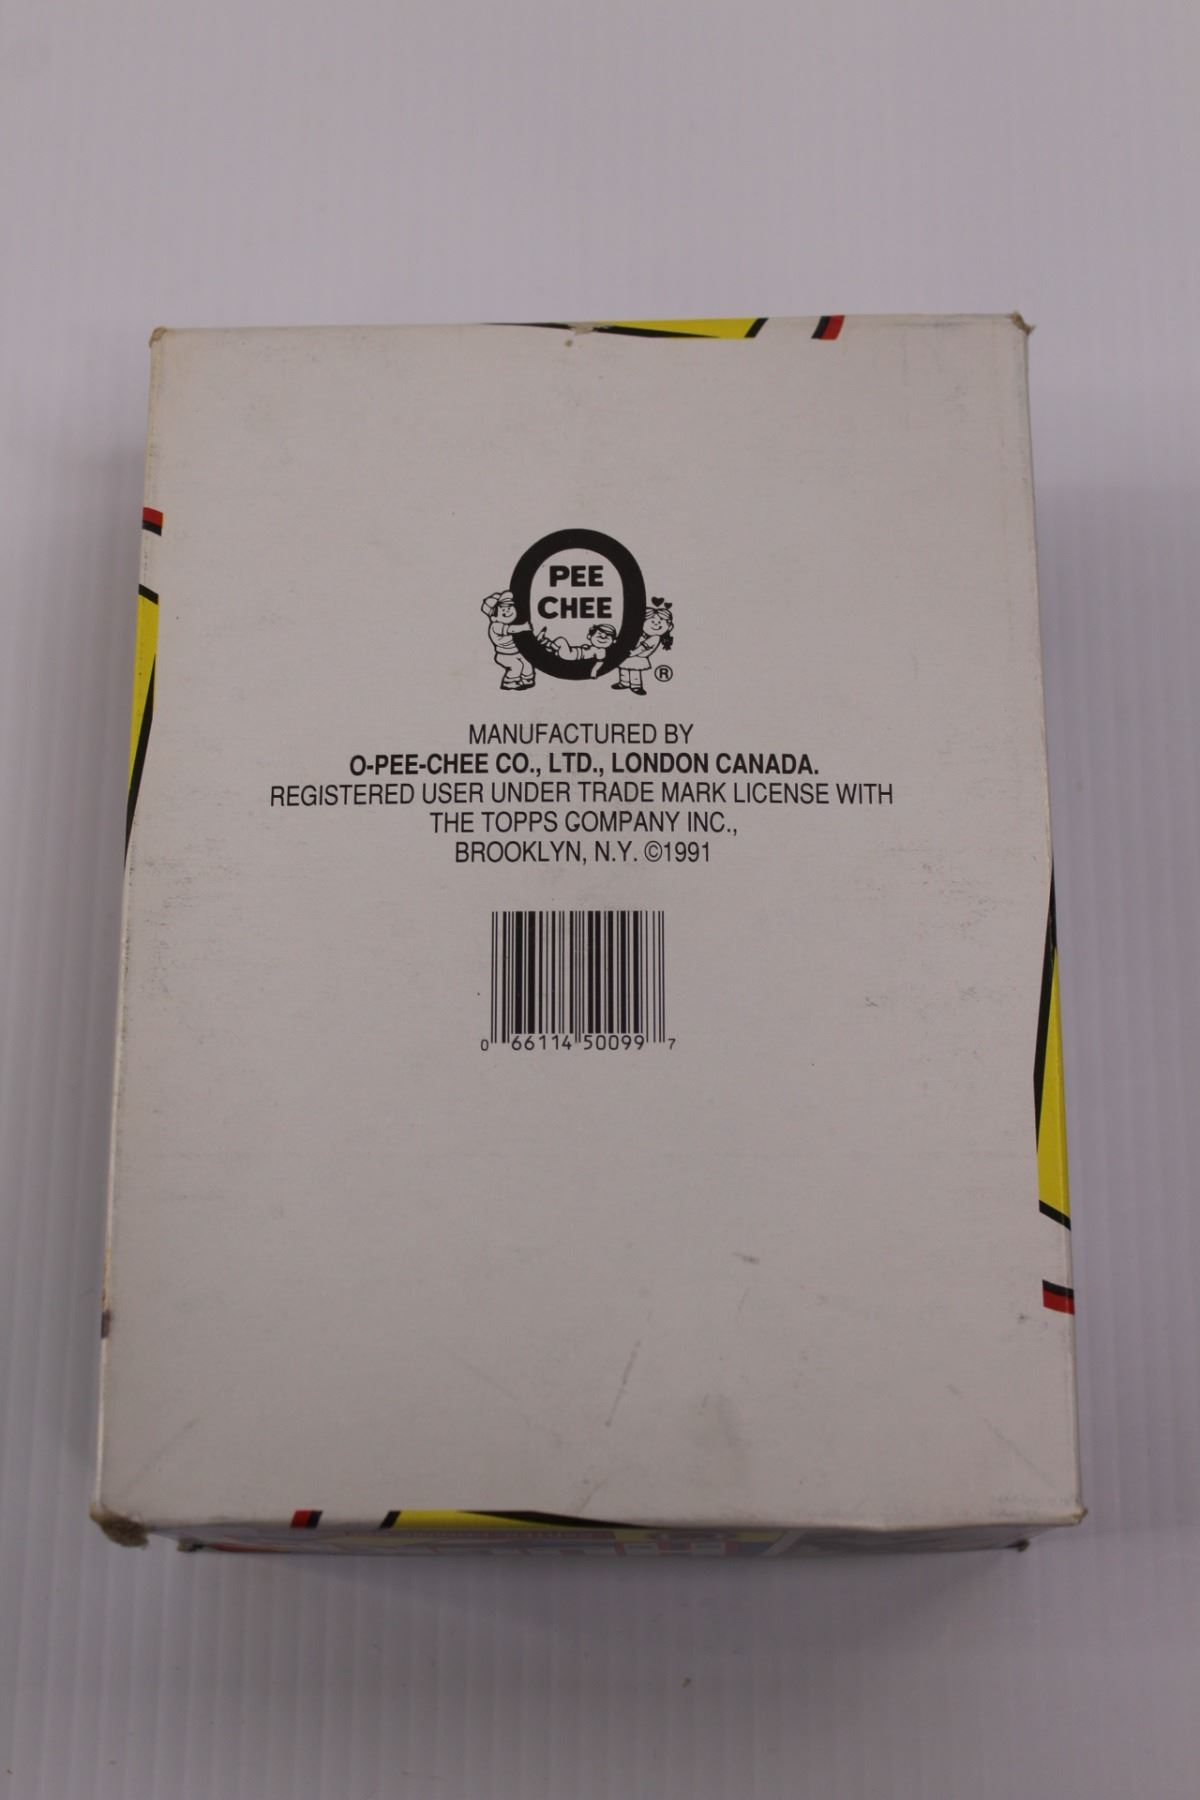 O
PEE
CHEE
®
MANUFACTURED BY
O-PEE-CHEE CO., LTD., LONDON CANADA.
REGISTERED USER UNDER TRADE MARK LICENSE WITH
THE TOPPS COMPANY INC.,
BROOKLYN, N.Y. ©1991
0 66114 50099 7